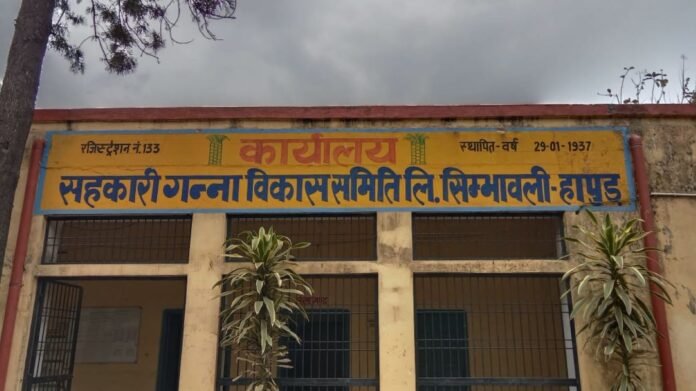 रजिस्ट्रेशन नं. 133 कार्यालय स्थापित-वर्ष 29-01-1937
सहकारी गन्ना विकास समिति लि. सिम्भावली-हापुड़